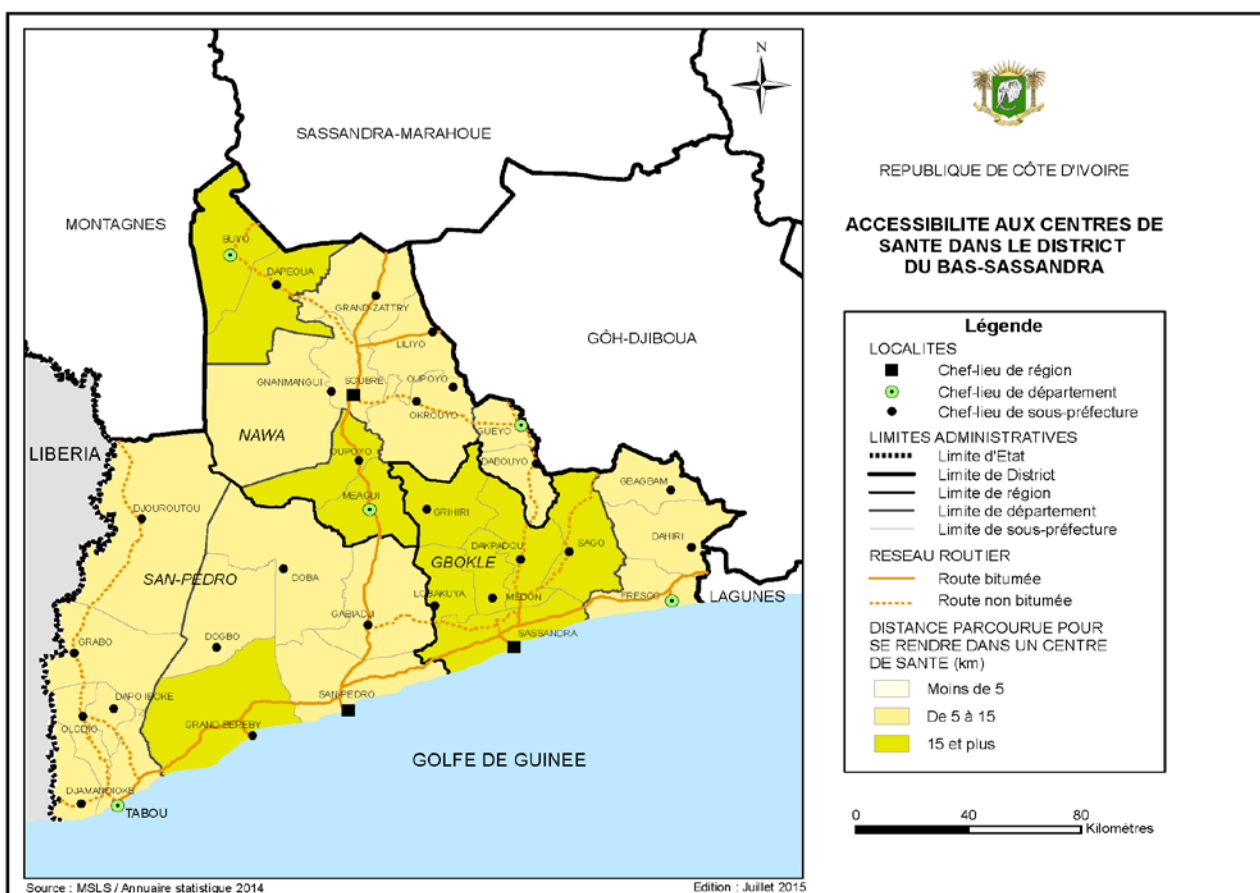 N
SASSANDRA-MARAHOUE
MONTAGNES
BUYO
DAPEOUA
GRAND-ZATTRY
LILIYO
GÔH-DJIBOUA
GNANMANGUI
SOUBRE
OUPOYO
OKROUYO
NAWA
GUEYO
LIBERIA
OUPOYO
DABOUYO
MEAGUI
GBAGBAM
DJOUROUTOU
GRIHIRI
DAKPADOU
SAGO
DAHIRI
SAN-PEDRO
DOBA
GBOKLE
LOBAKUYA
MEDON
FRESCO
LAGUNES
GABIADJI
DOGBO
SASSANDRA
GRABO
DAPO IBOKE
SAN-PEDRO
OLODIO
GRAND-BEREBY
GOLFE DE GUINEE
DJAMANDIOKE
TABOU
Source : MSLS / Annuaire statistique 2014
Edition : Juillet 2015
REPUBLIQUE DE CÔTE D'IVOIRE
ACCESSIBILITE AUX CENTRES DE
SANTE DANS LE DISTRICT
DU BAS-SASSANDRA
Légende
LOCALITES
Chef-lieu de région
Chef-lieu de département
Chef-lieu de sous-préfecture
LIMITES ADMINISTRATIVES
Limite d'Etat
Limite de District
Limite de région
Limite de département
Limite de sous-préfecture
RESEAU ROUTIER
Route bitumée
Route non bitumée
DISTANCE PARCOURUE POUR
SE RENDRE DANS UN CENTRE
DE SANTE (km)
Moins de 5
De 5 à 15
15 et plus
0 40 80
Kilomètres